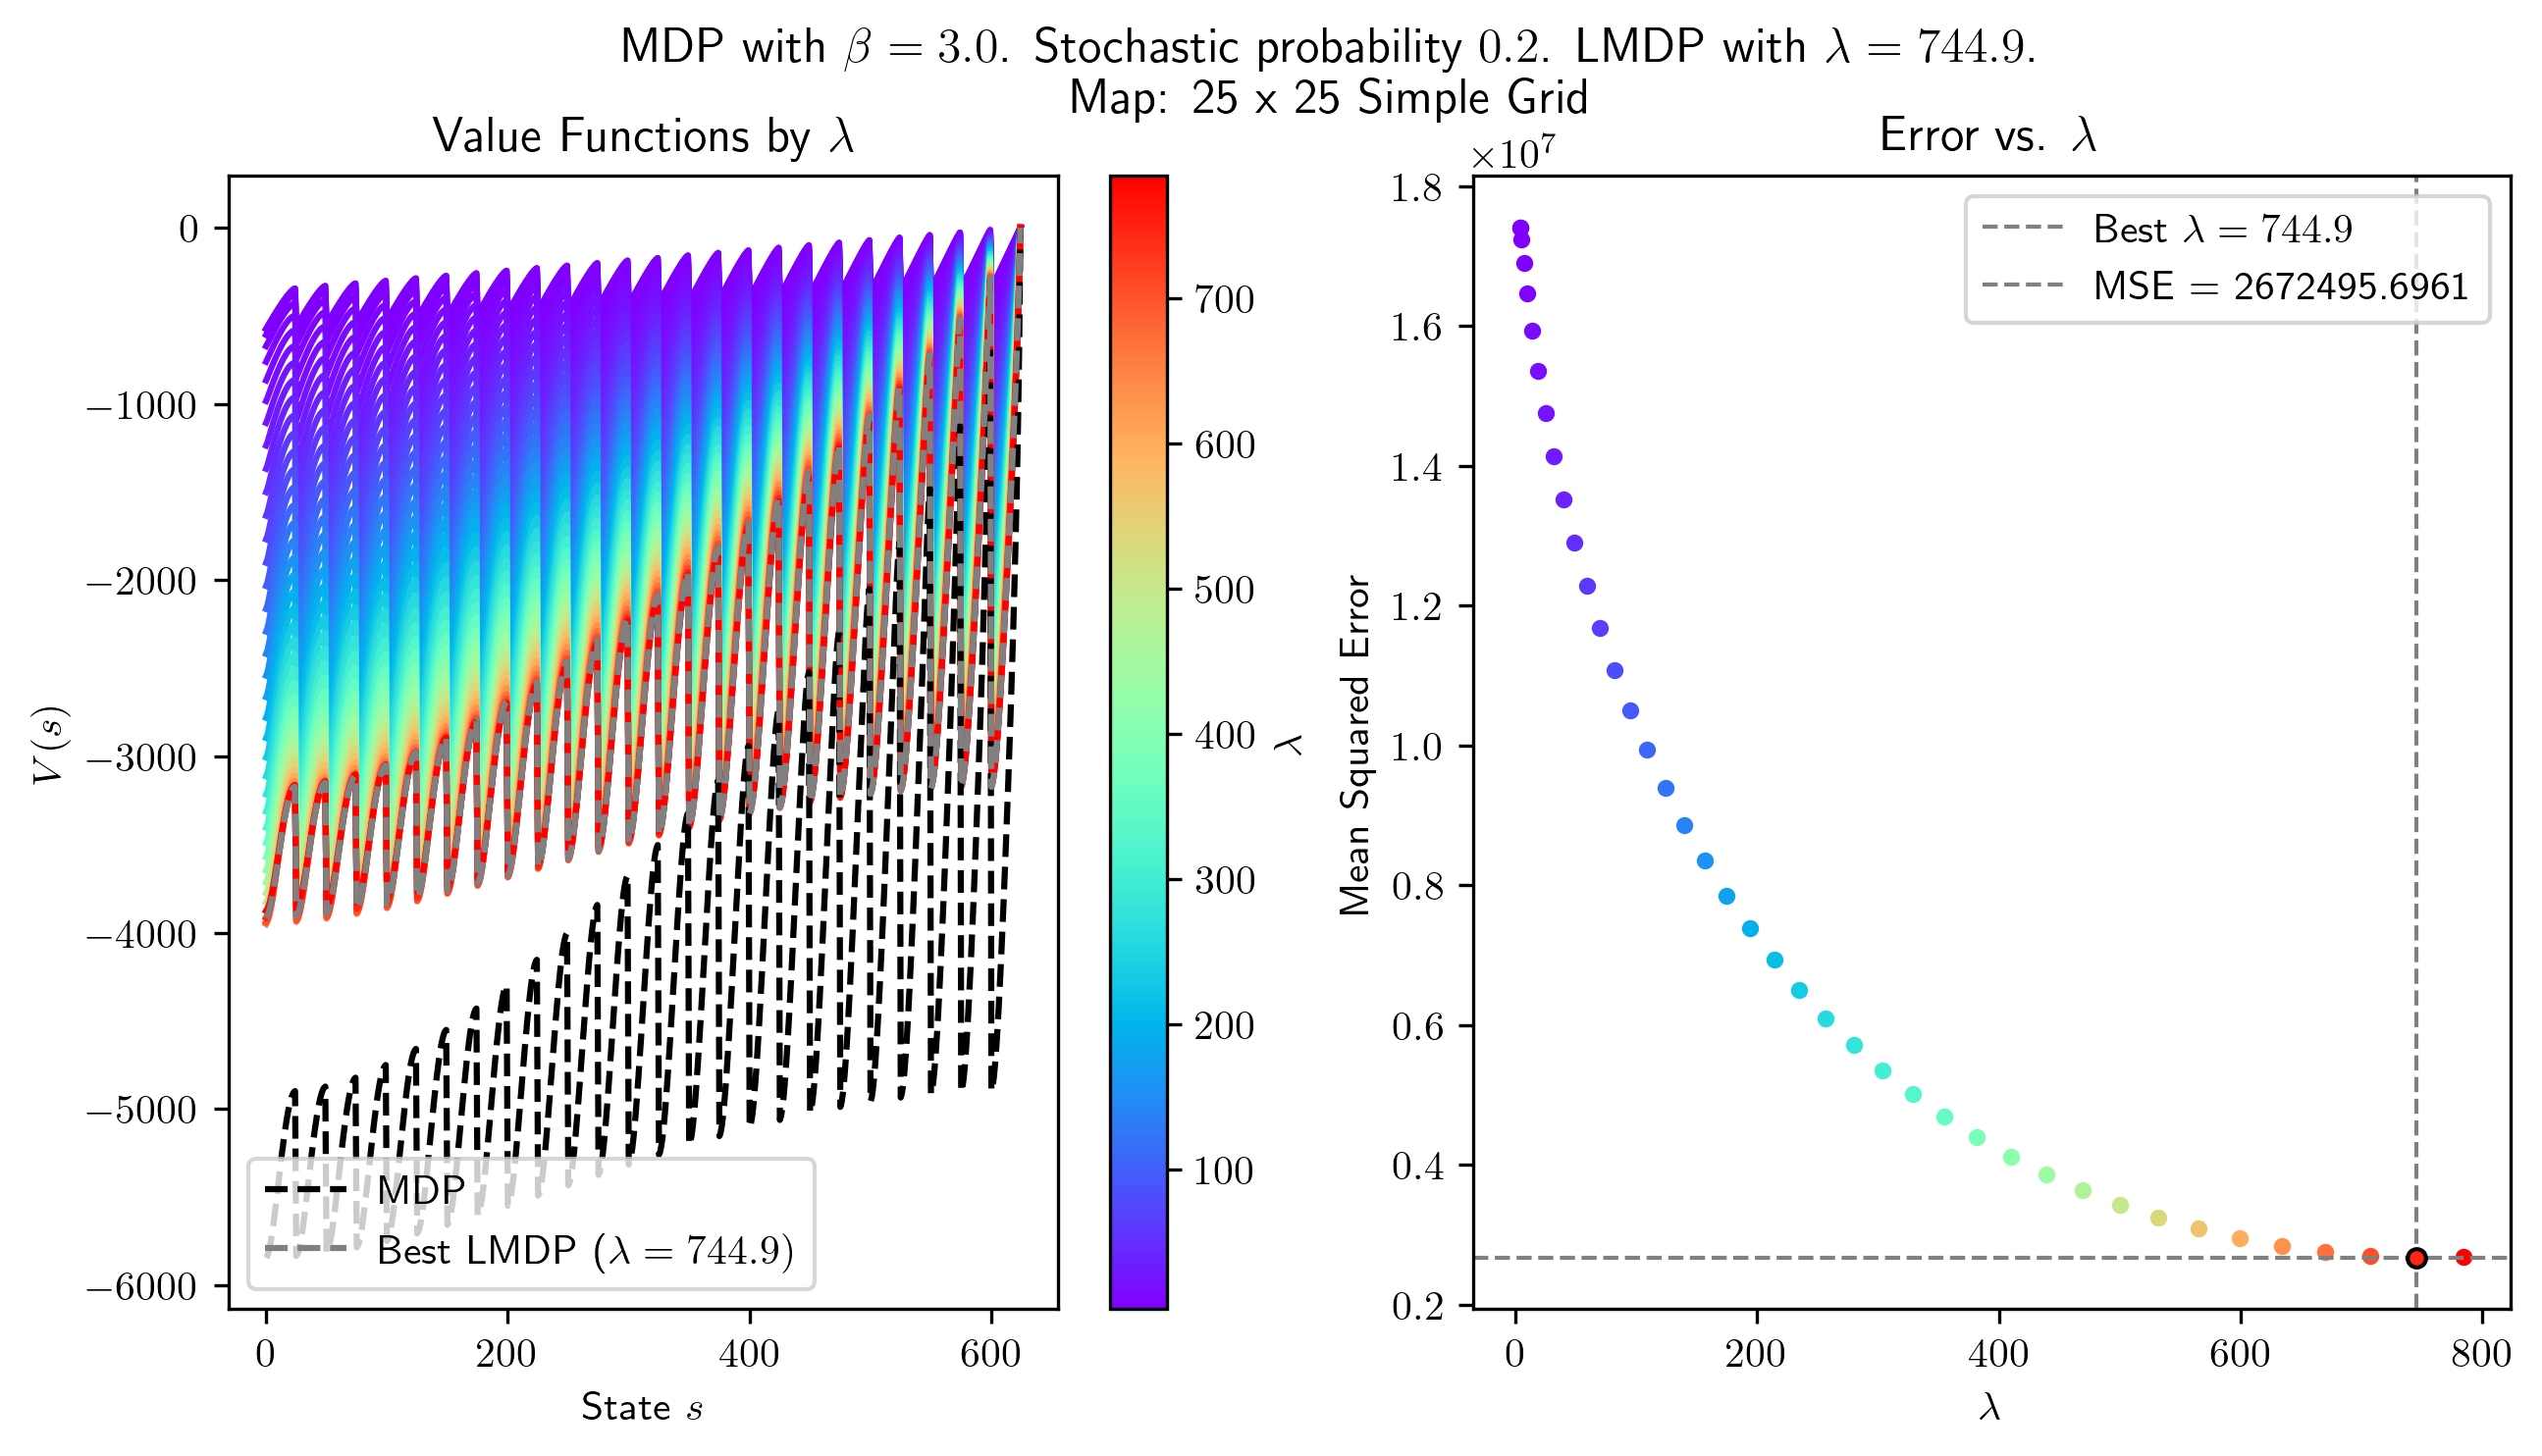 MDP with β = 3.0. Stochastic probability 0.2. LMDP with λ = 744.9.
Map: 25 x 25 Simple Grid
Value Functions by λ
0
−1000
−2000
−3000
−4000
−5000
−6000
V(s)
0
200
400
600
State s
MDP
Best LMDP (λ = 744.9)
700
600
500
400
300
200
100
λ
Error vs. λ
×10⁷
1.8
1.6
1.4
1.2
1.0
0.8
0.6
0.4
0.2
Mean Squared Error
0
200
400
600
800
λ
Best λ = 744.9
MSE = 2672495.6961